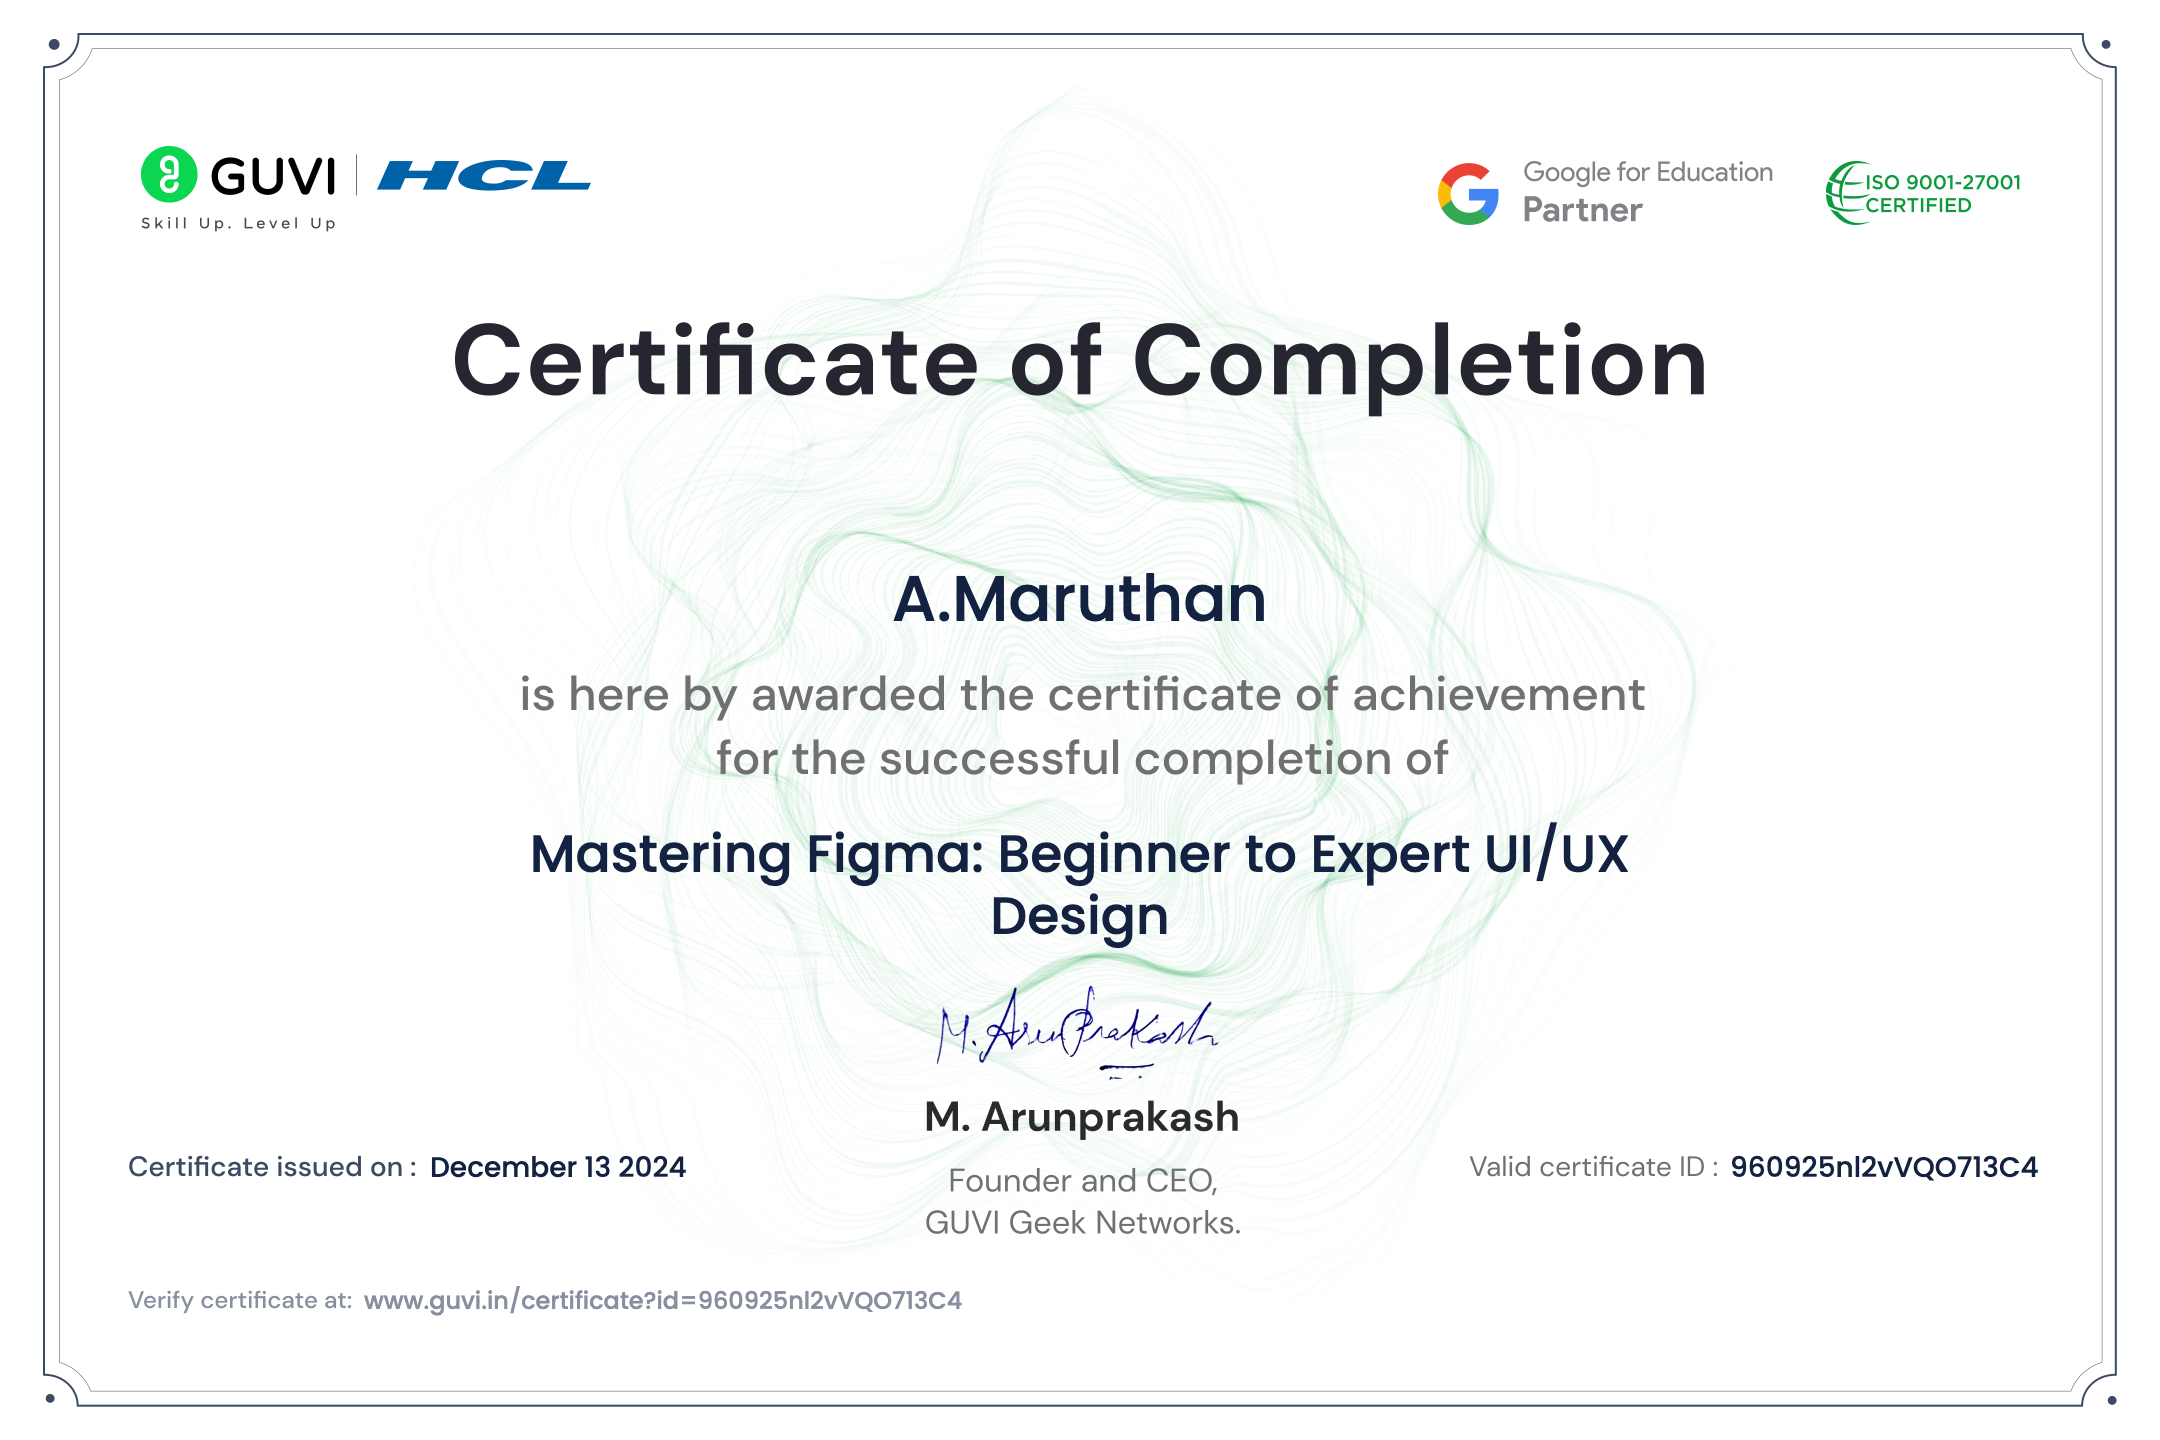 GUVI | HCL
Skill Up. Level Up
Google for Education
Partner
ISO 9001-27001
CERTIFIED
Certificate of Completion
A.Maruthan
is here by awarded the certificate of achievement
for the successful completion of
Mastering Figma: Beginner to Expert UI/UX
Design
M. ArunPrakash
M. Arunprakash
Founder and CEO,
GUVI Geek Networks.
Certificate issued on : December 13 2024
Valid certificate ID : 960925nl2vVQO713C4
Verify certificate at: www.guvi.in/certificate?id=960925nl2vVQO713C4